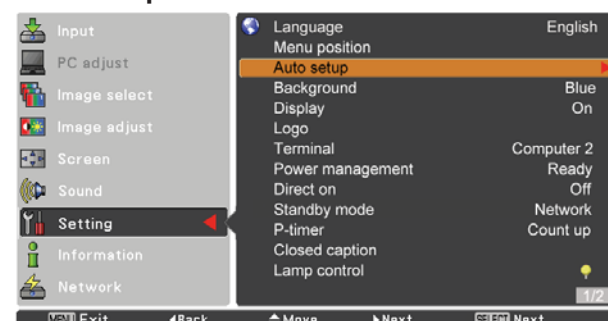 Input
PC adjust
Image select
Image adjust
Screen
Sound
Setting
Information
Network
Language English
Menu position
Auto setup
Background Blue
Display On
Logo
Terminal Computer 2
Power management Ready
Direct on Off
Standby mode Network
P-timer Count up
Closed caption
Lamp control
1/2
MENU Exit Back Move Next SELECT Next